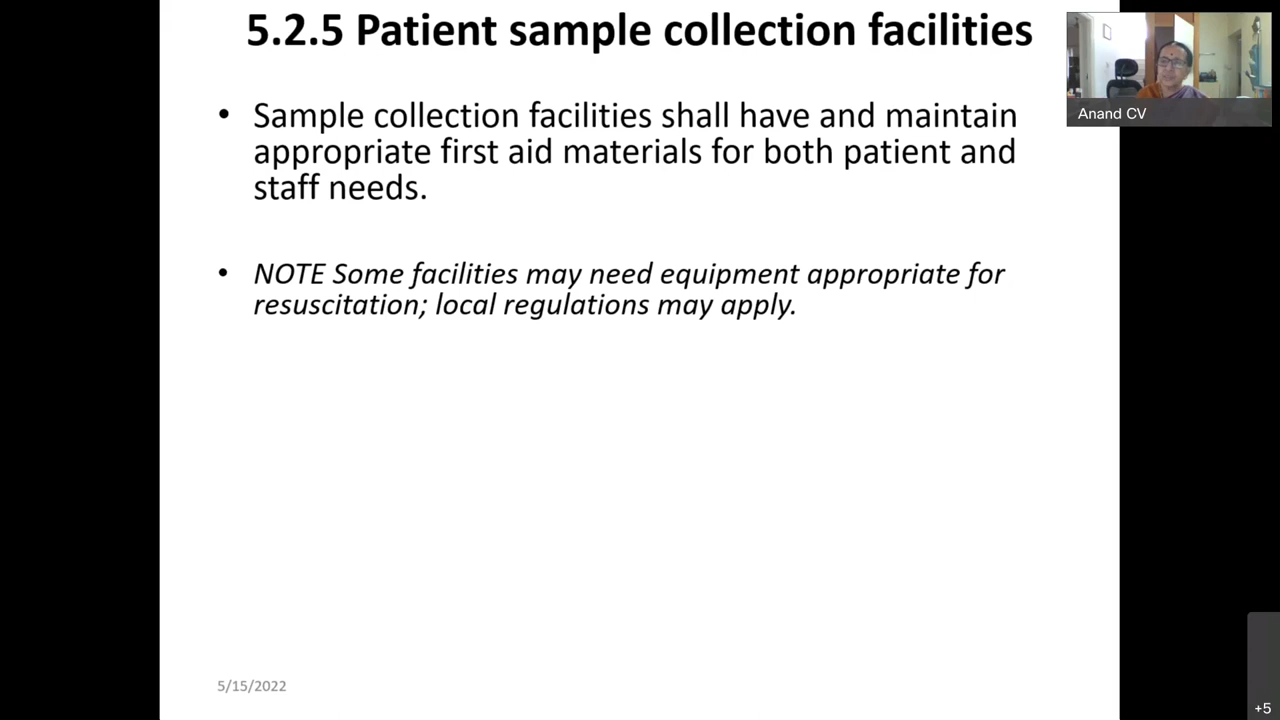 5.2.5 Patient sample collection facilities
• Sample collection facilities shall have and maintain
appropriate first aid materials for both patient and
staff needs.
• NOTE Some facilities may need equipment appropriate for
resuscitation; local regulations may apply.
Anand CV
5/15/2022
+5